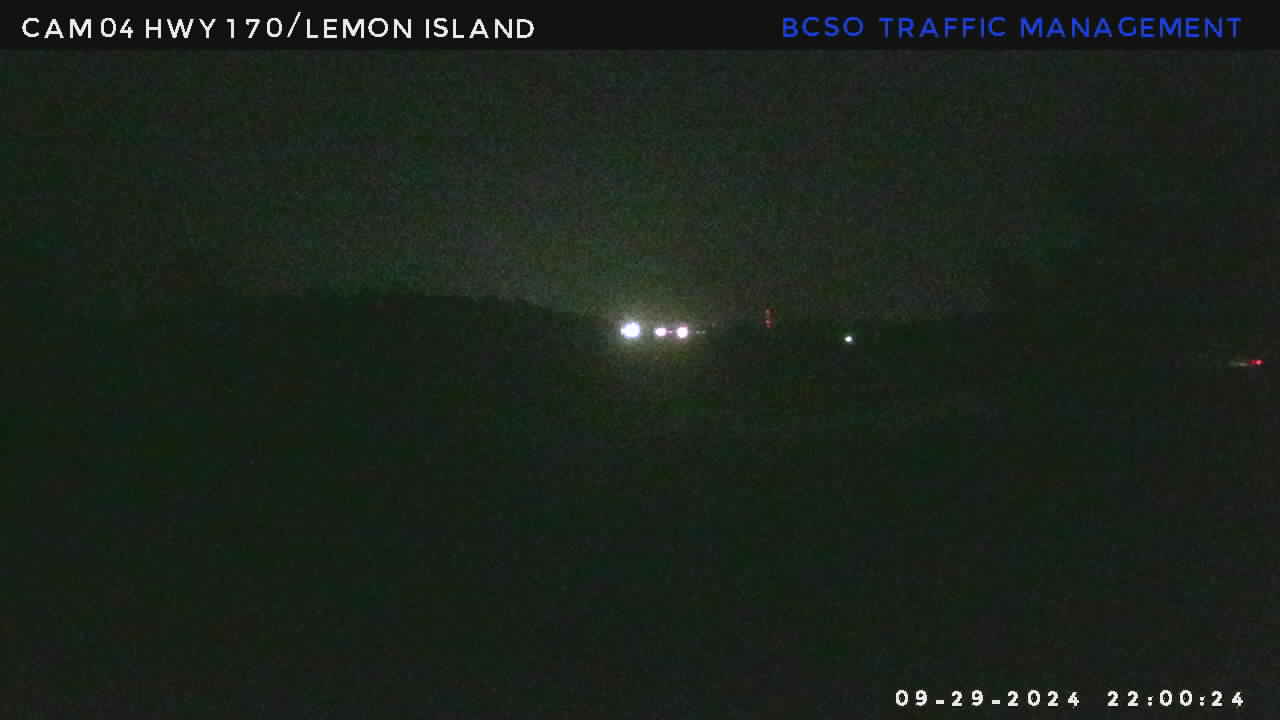 CAM04 HWY 170/LEMON ISLAND
BCSO TRAFFIC MANAGEMENT
09-29-2024 22:00:24